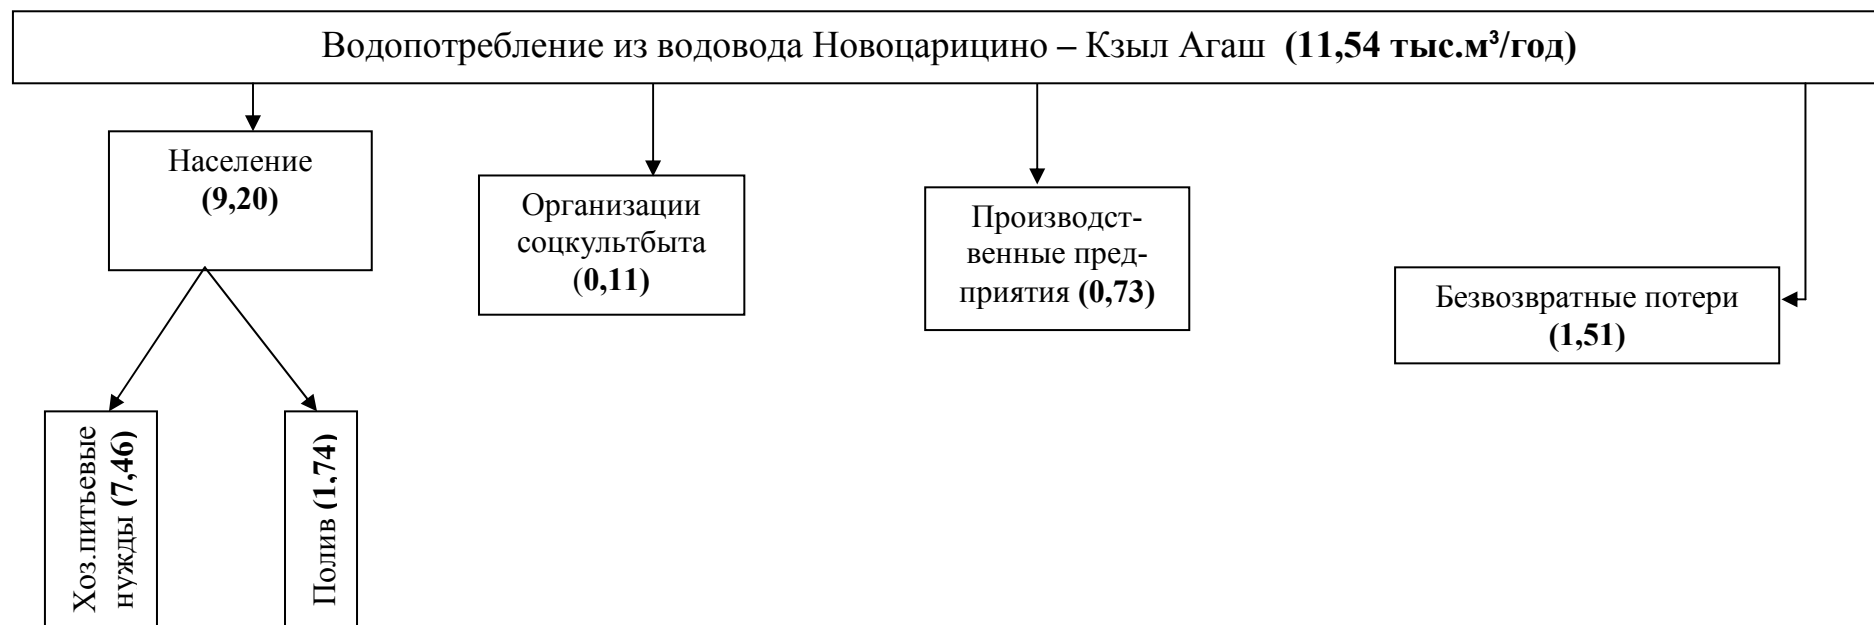 Водопотребление из водовода Новоцарицино – Кзыл Агаш (11,54 тыс.м³/год)
Население
(9,20)
Организации
соцкультбыта
(0,11)
Производст-
венные пред-
приятия (0,73)
Безвозвратные потери
(1,51)
Хоз.питьевые
нужды (7,46)
Полив (1,74)